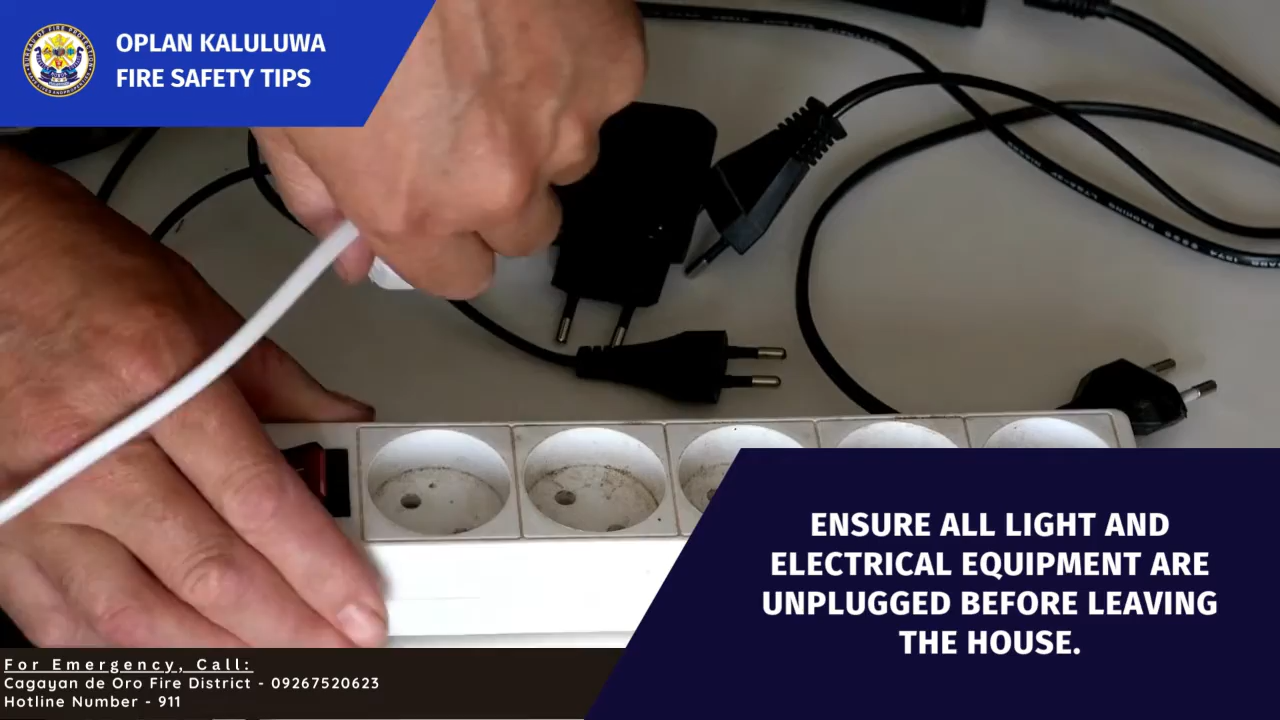 OPLAN KALULUWA
FIRE SAFETY TIPS
ENSURE ALL LIGHT AND
ELECTRICAL EQUIPMENT ARE
UNPLUGGED BEFORE LEAVING
THE HOUSE.
For Emergency, Call:
Cagayan de Oro Fire District - 09267520623
Hotline Number - 911